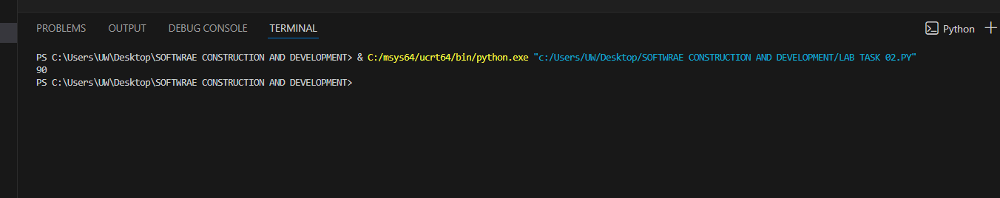 PROBLEMS OUTPUT DEBUG CONSOLE TERMINAL Python
PS C:\Users\UW\Desktop\SOFTWRAE CONSTRUCTION AND DEVELOPMENT> & C:/msys64/ucrt64/bin/python.exe "c:/Users/UW/Desktop/SOFTWRAE CONSTRUCTION AND DEVELOPMENT/LAB TASK 02.PY"
90
PS C:\Users\UW\Desktop\SOFTWRAE CONSTRUCTION AND DEVELOPMENT>